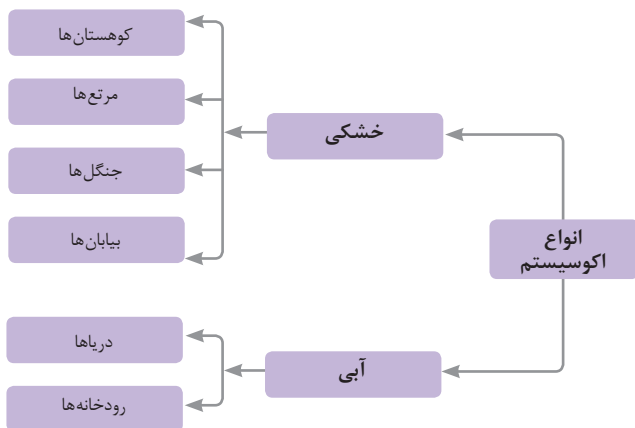 انواع
اکوسیستم
خشکی
کوهستان‌ها
مرتع‌ها
جنگل‌ها
بیابان‌ها
آبی
دریاها
رودخانه‌ها